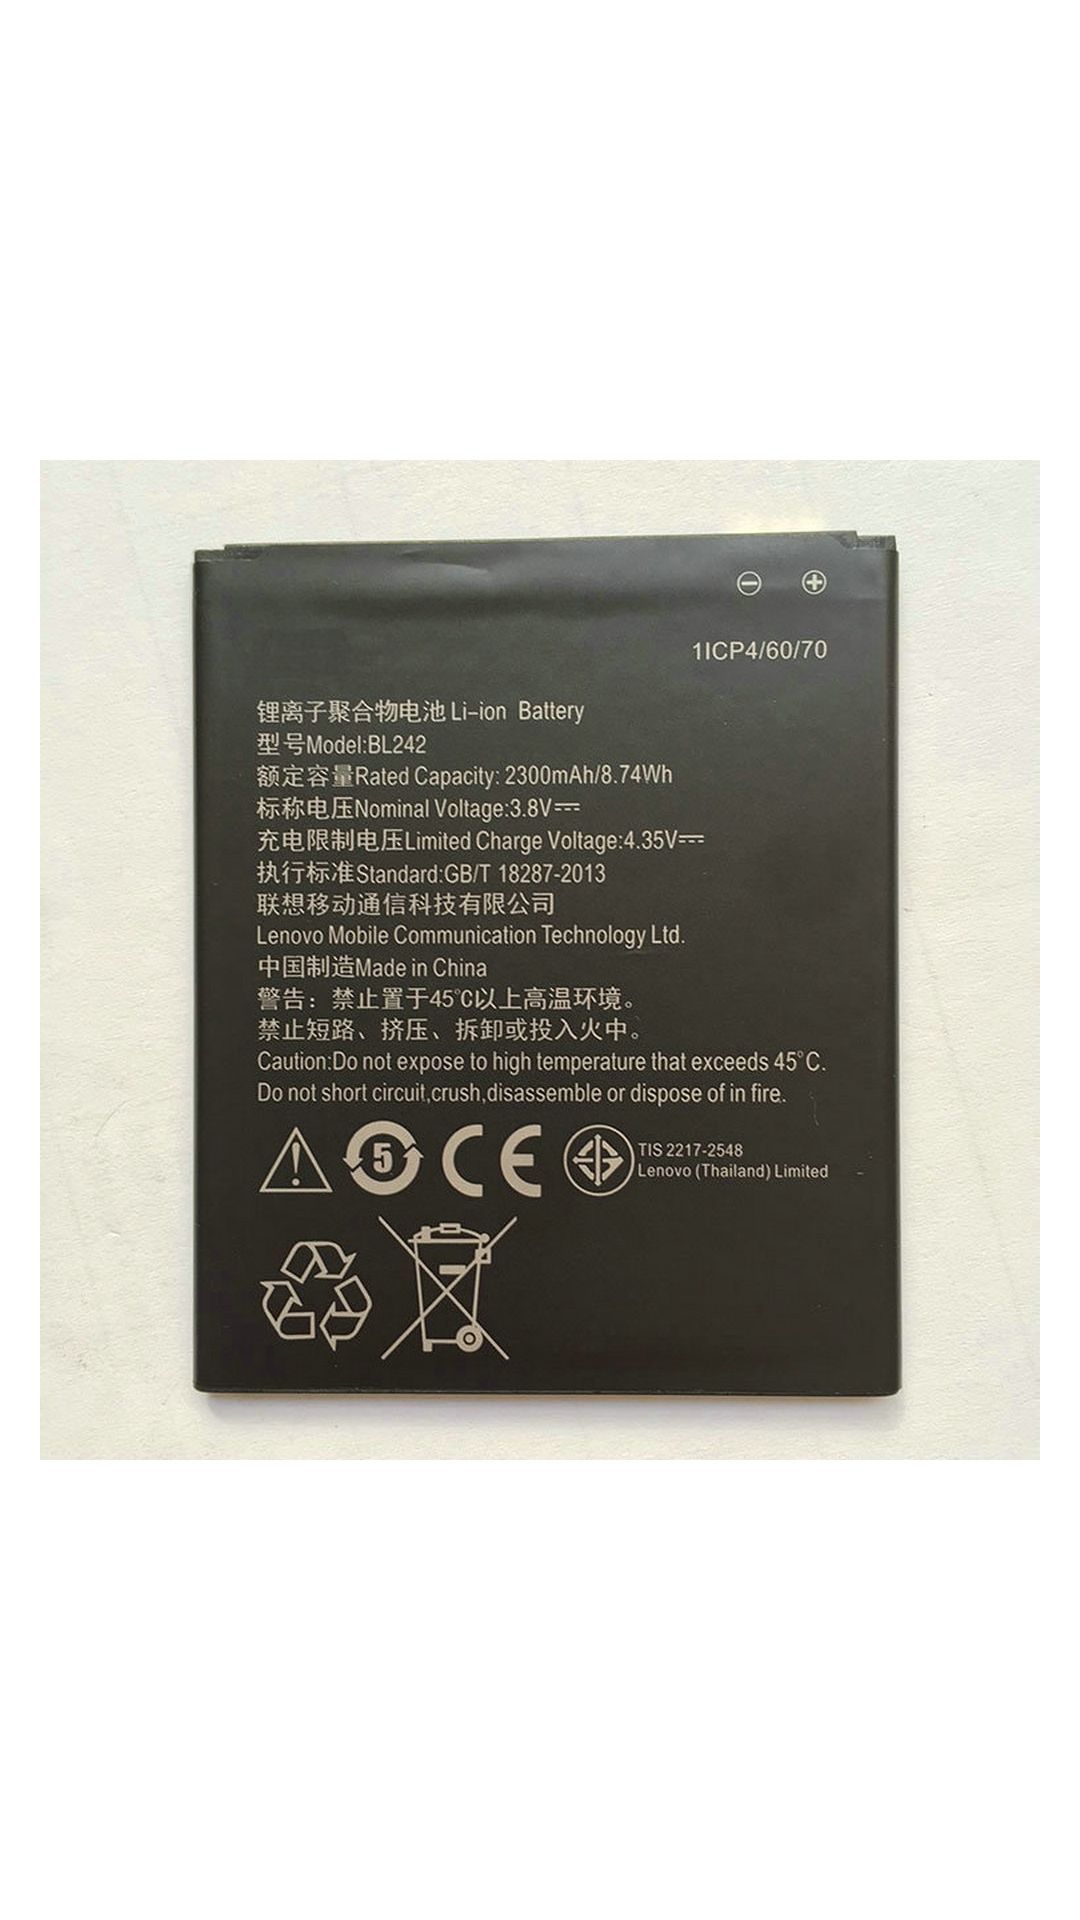 1ICP4/60/70
锂离子聚合物电池 Li-ion Battery
型号Model:BL242
额定容量Rated Capacity: 2300mAh/8.74Wh
标称电压Nominal Voltage:3.8V⎓
充电限制电压Limited Charge Voltage:4.35V⎓
执行标准Standard:GB/T 18287-2013
联想移动通信科技有限公司
Lenovo Mobile Communication Technology Ltd.
中国制造Made in China
警告：禁止置于45℃以上高温环境。
禁止短路、挤压、拆卸或投入火中。
Caution:Do not expose to high temperature that exceeds 45°C.
Do not short circuit,crush,disassemble or dispose of in fire.
5 CE TIS 2217-2548
Lenovo (Thailand) Limited